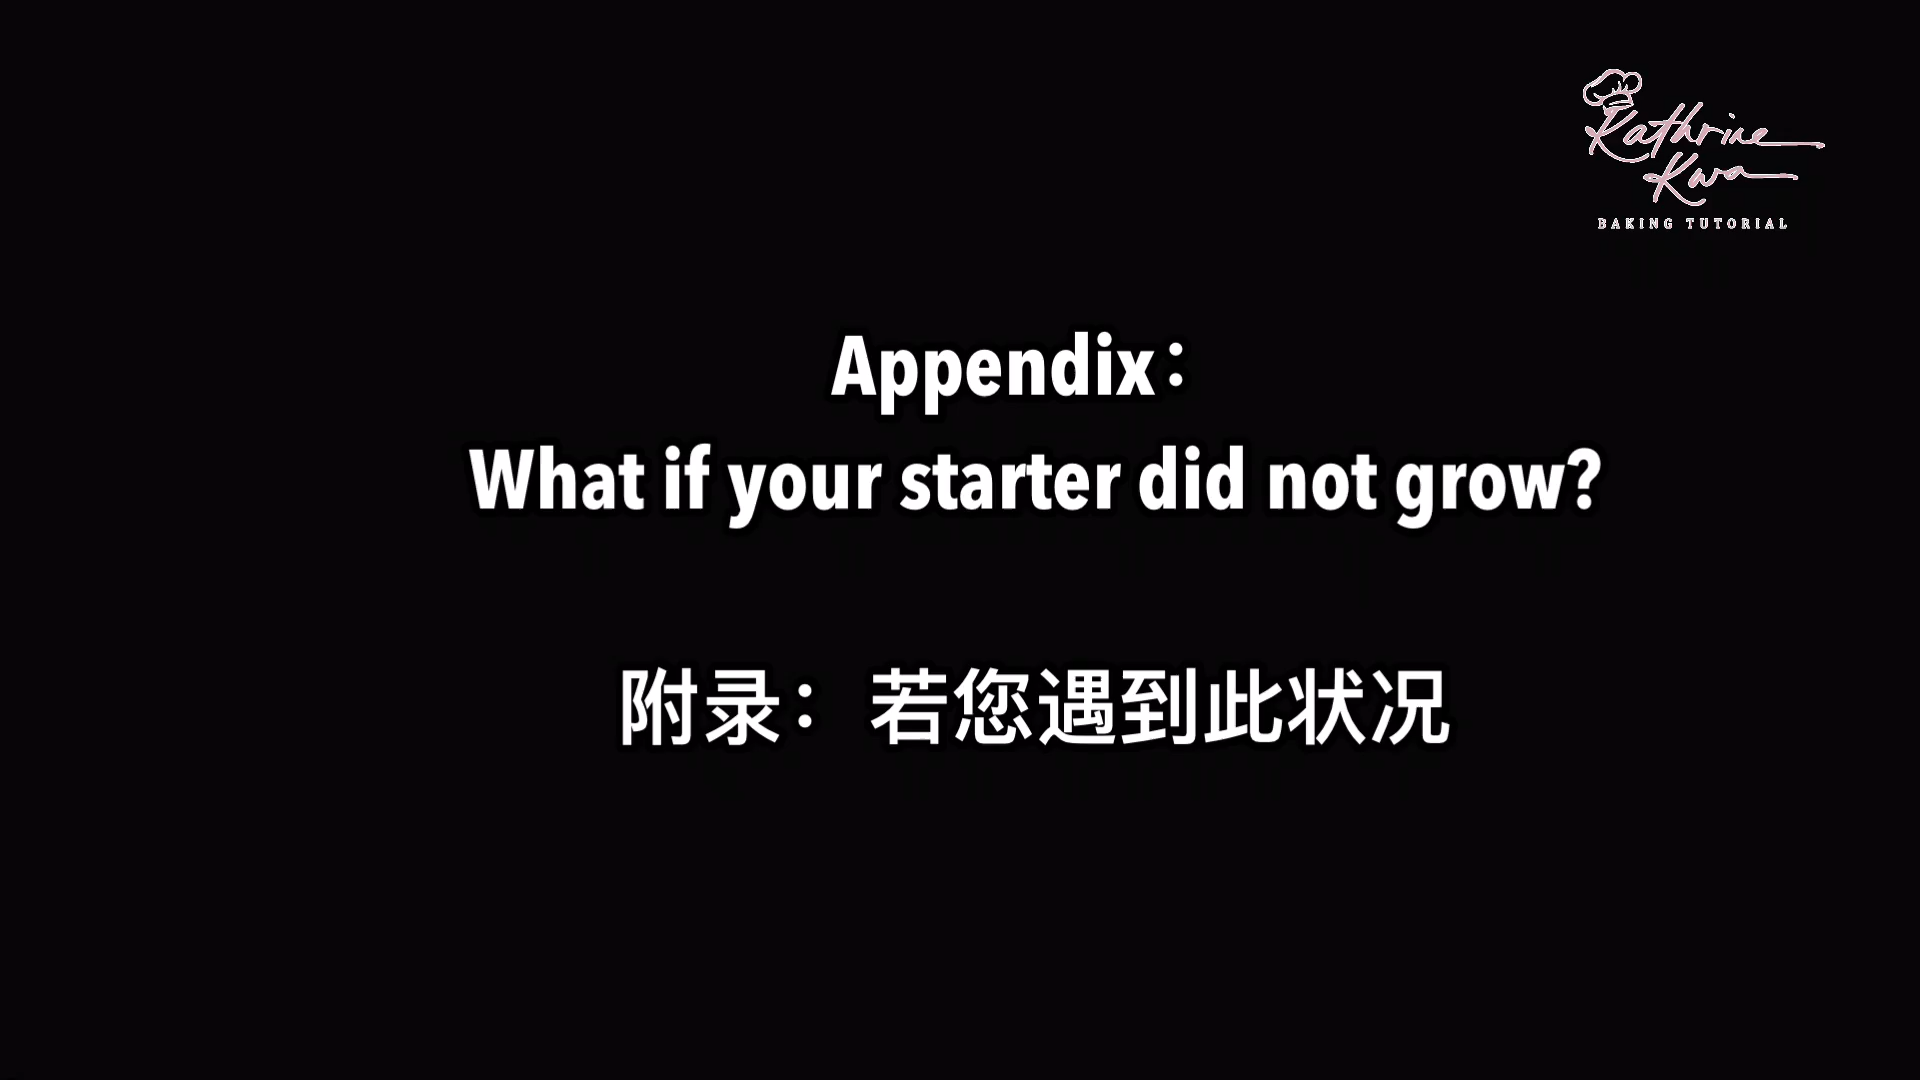 Kathrine
Kwa
BAKING TUTORIAL
Appendix:
What if your starter did not grow?
附录：若您遇到此状况